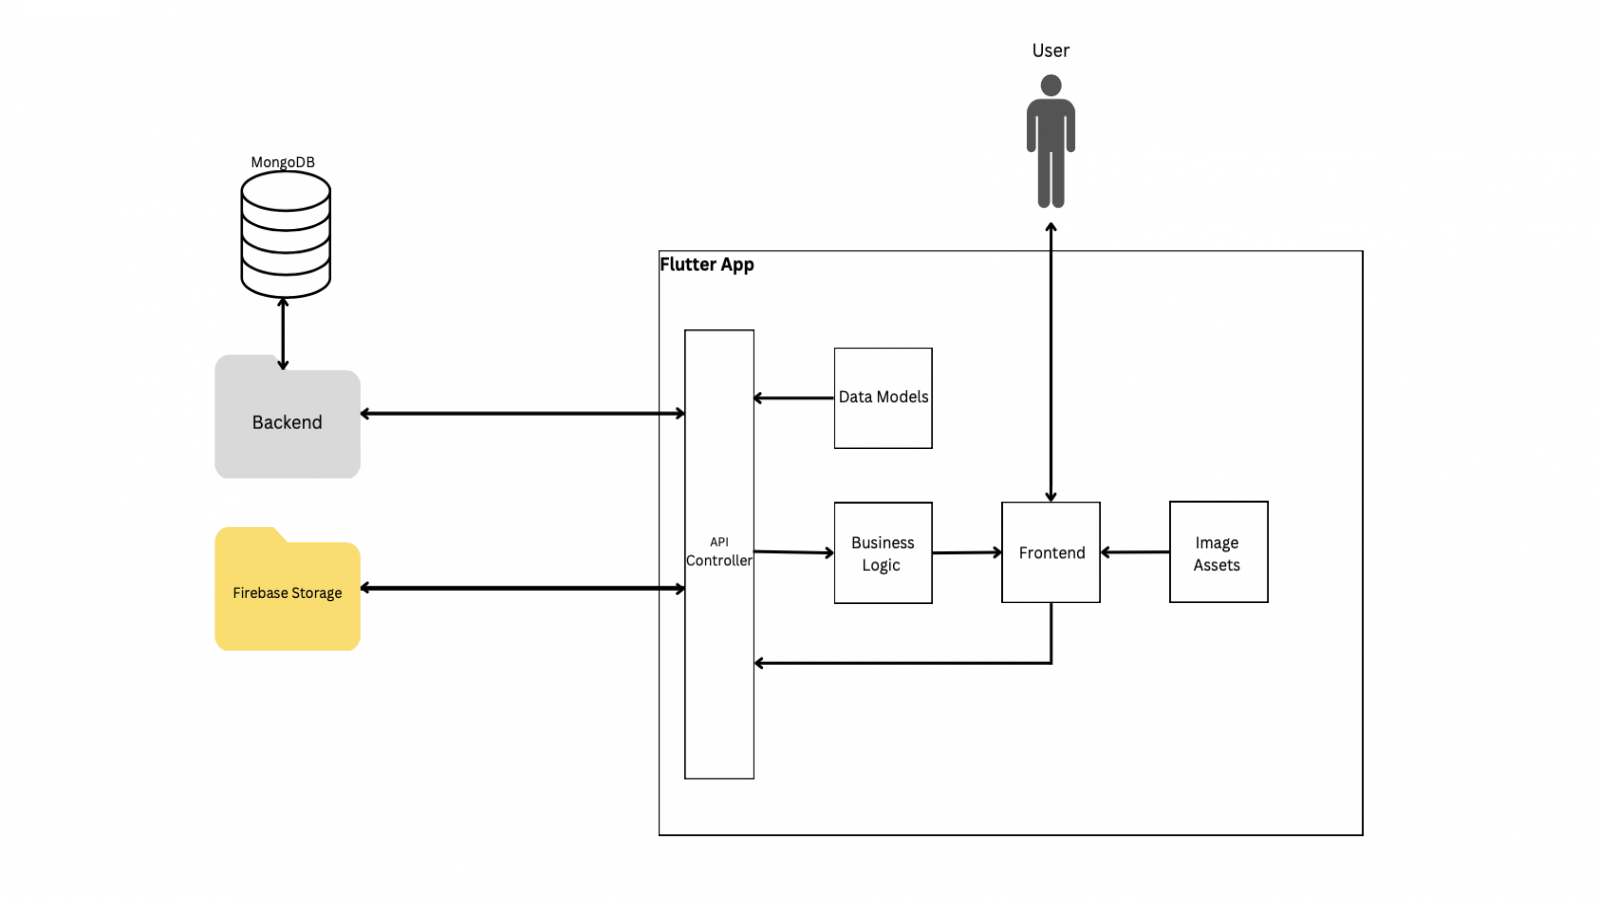 User
MongoDB
Flutter App
Data Models
Backend
API
Controller
Business
Logic
Frontend
Image
Assets
Firebase Storage